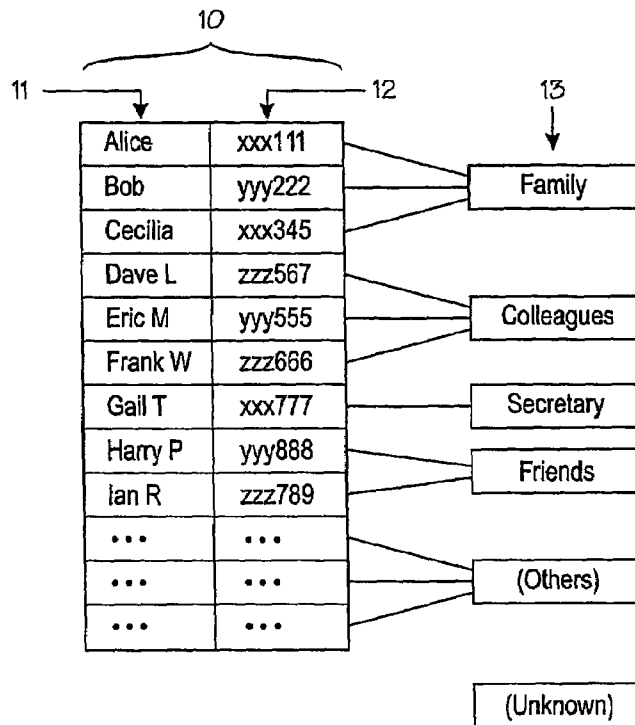 10
11
12
13
Alice xxx111
Bob yyy222
Family
Cecilia xxx345
Dave L zzz567
Eric M yyy555
Colleagues
Frank W zzz666
Gail T xxx777
Secretary
Harry P yyy888
Friends
Ian R zzz789
... ...
... ...
(Others)
... ...
(Unknown)